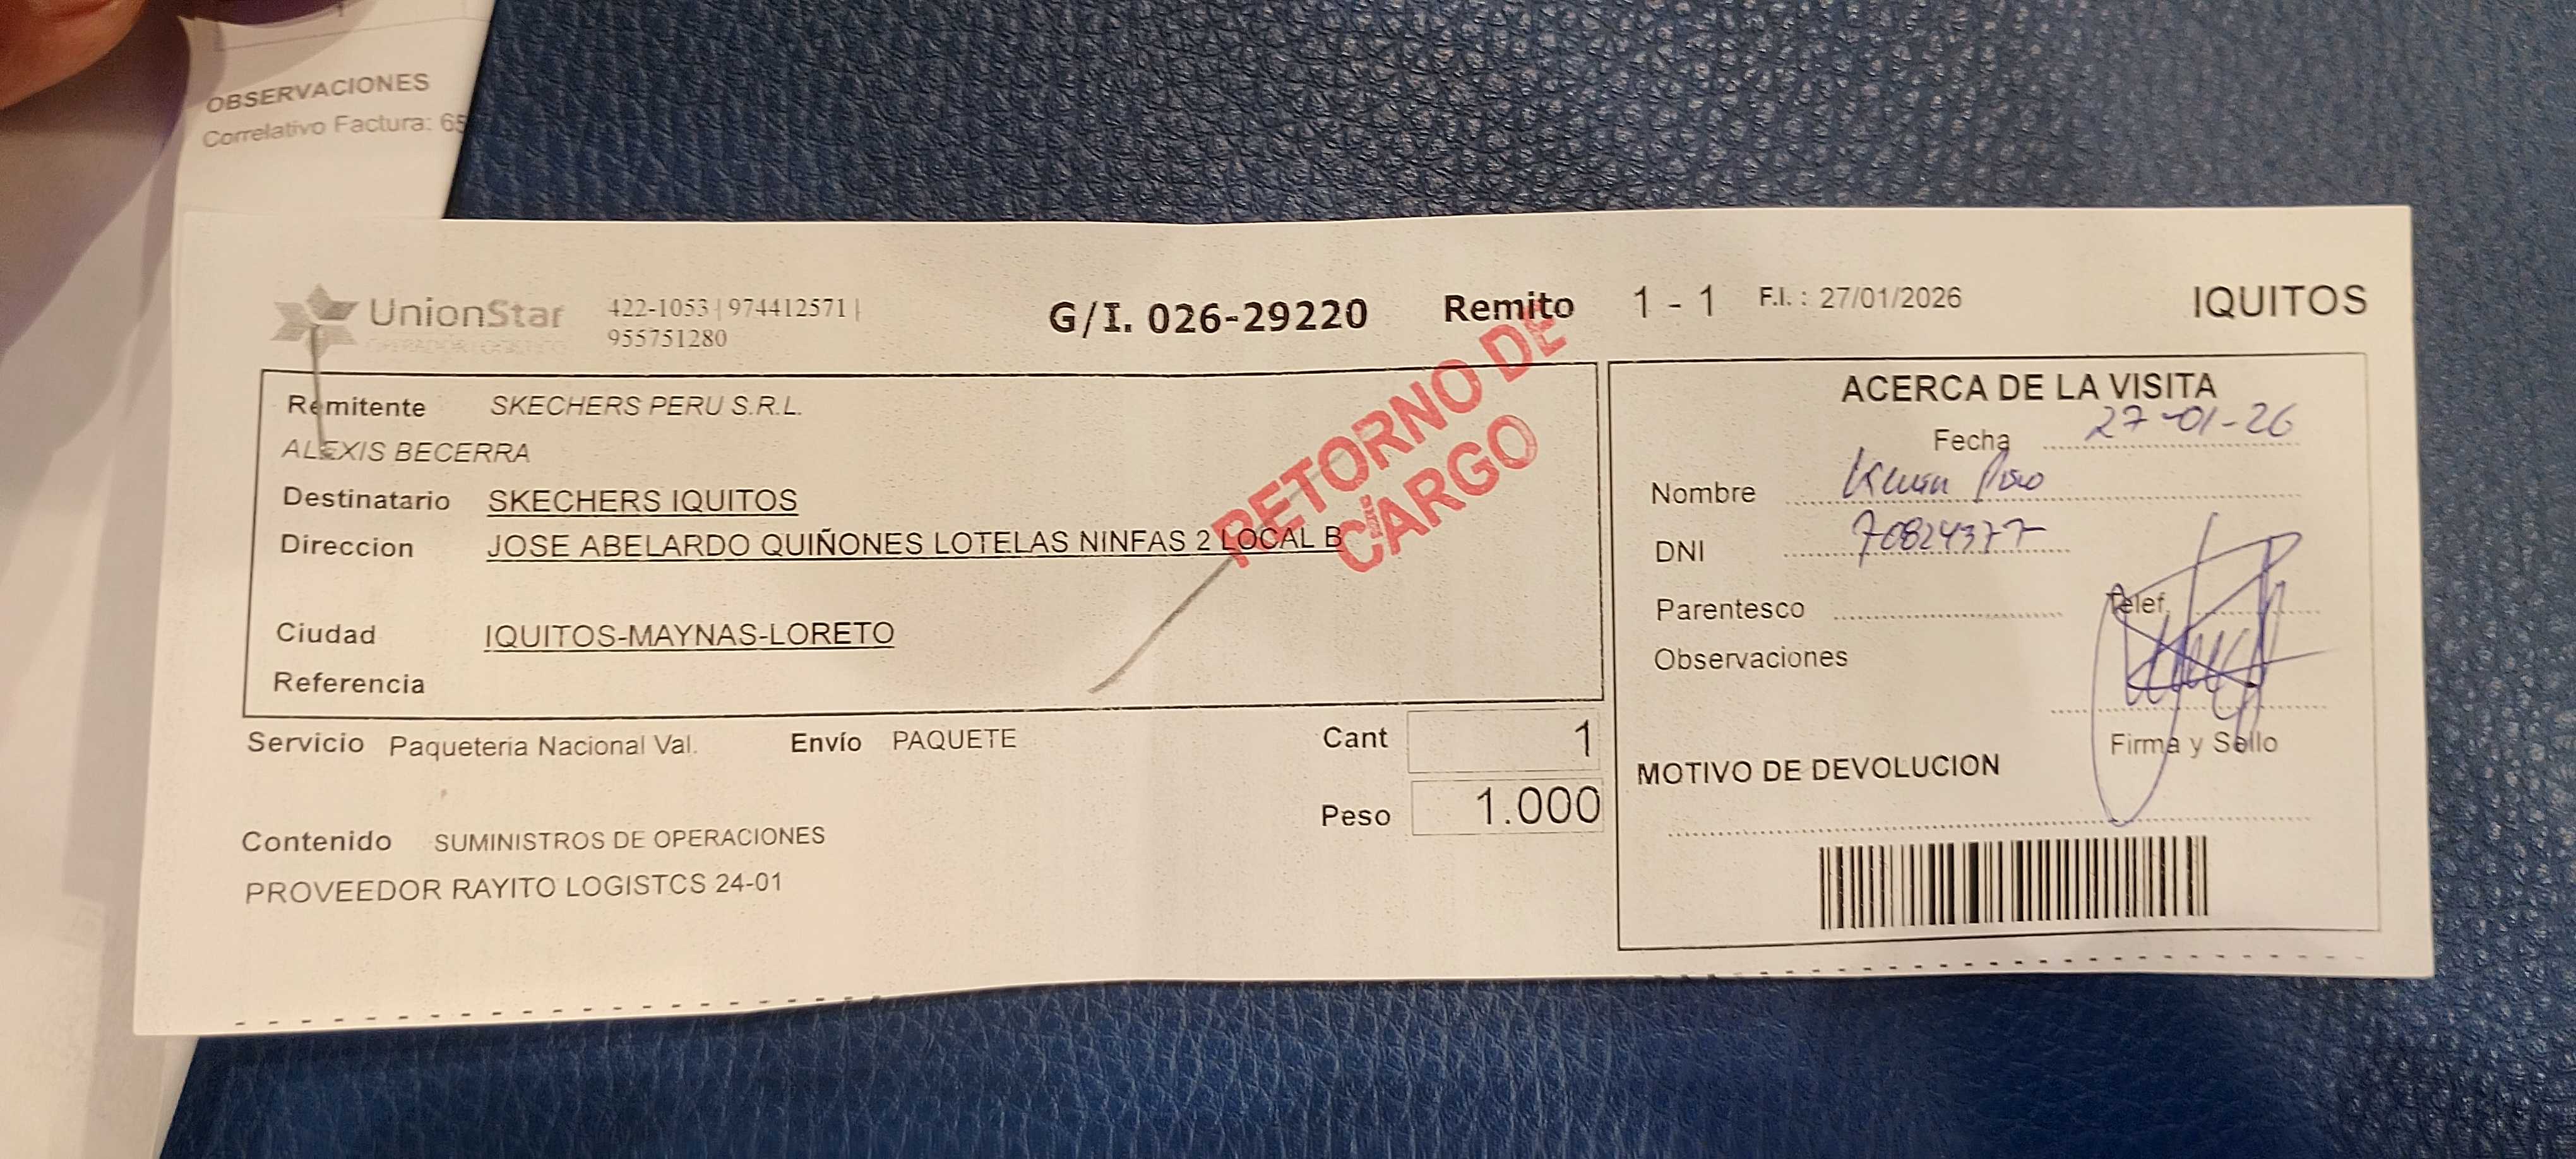 OBSERVACIONES
Correlativo Factura: 65
UnionStar
OPERADOR LOGISTICO
422-1053 | 974412571 |
955751280
G/I. 026-29220
Remito 1 - 1
F.I. : 27/01/2026
IQUITOS
RETORNO DE
CARGO
Remitente SKECHERS PERU S.R.L.
ALEXIS BECERRA
Destinatario SKECHERS IQUITOS
Direccion JOSE ABELARDO QUIÑONES LOTELAS NINFAS 2 LOCAL B
Ciudad IQUITOS-MAYNAS-LORETO
Referencia
Servicio Paqueteria Nacional Val. Envío PAQUETE
Cant 1
Peso 1.000
Contenido SUMINISTROS DE OPERACIONES
PROVEEDOR RAYITO LOGISTCS 24-01
ACERCA DE LA VISITA
Fecha 27-01-26
Nombre
DNI 70824377
Parentesco Telef.
Observaciones
Firma y Sello
MOTIVO DE DEVOLUCION